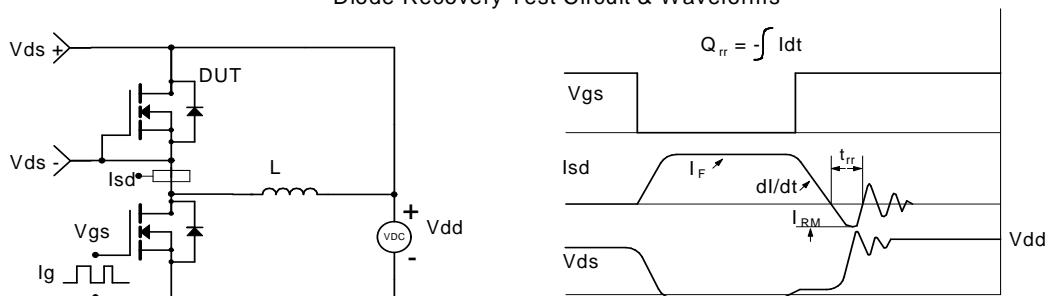 Diode Recovery Test Circuit & Waveforms
Vds +
DUT
Vds -
Isd
L
Vgs
Ig
+
VDC
-
Vdd
Q rr = -∫ Idt
Vgs
Isd
I F
dI/dt
t rr
I RM
Vds
Vdd